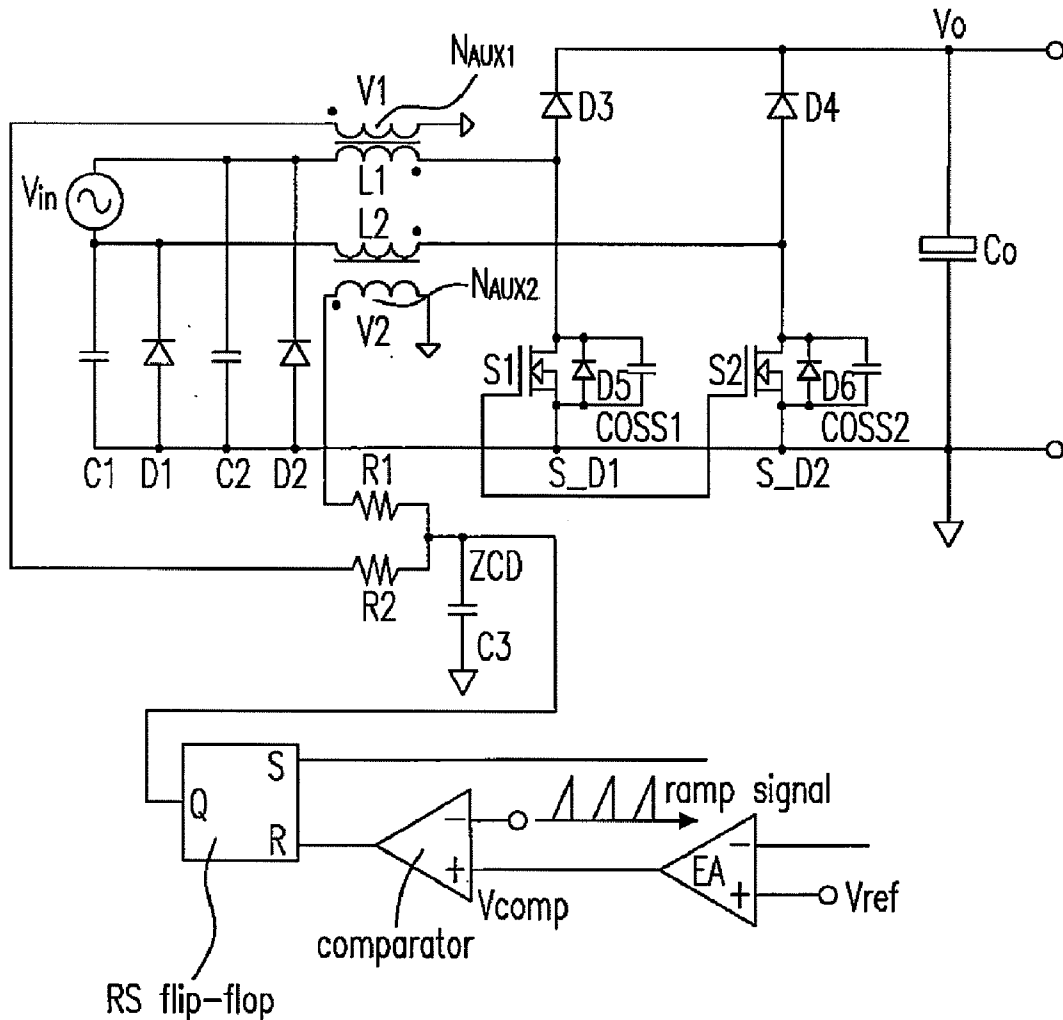 Vo
NAUX1
V1
D3
D4
Vin
L1
L2
Co
NAUX2
V2
S1
D5
S2
D6
COSS1
COSS2
C1
D1
C2
D2
S_D1
S_D2
R1
ZCD
R2
C3
S
ramp signal
Q
−
−
R
EA
+
+
Vref
Vcomp
comparator
RS flip-flop